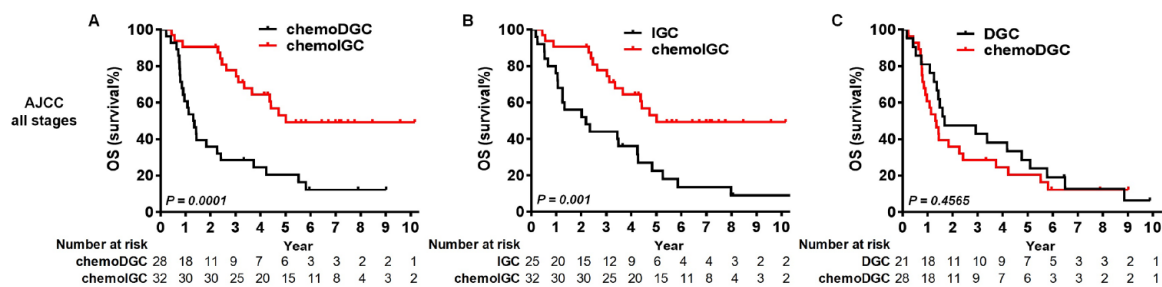 A
chemoDGC
chemoIGC
AJCC
all stages
OS (survival%)
100
80
60
40
20
0
P = 0.0001
0 1 2 3 4 5 6 7 8 9 10
Number at risk
Year
chemoDGC 28 18 11 9 7 6 3 3 2 2 1
chemoIGC 32 30 30 25 20 15 11 8 4 3 2
B
IGC
chemoIGC
OS (survival%)
100
80
60
40
20
0
P = 0.001
0 1 2 3 4 5 6 7 8 9 10
Number at risk
Year
IGC 25 20 15 12 9 6 4 4 3 2 2
chemoIGC 32 30 30 25 20 15 11 8 4 3 2
C
DGC
chemoDGC
OS (survival%)
100
80
60
40
20
0
P = 0.4565
0 1 2 3 4 5 6 7 8 9 10
Number at risk
Year
DGC 21 18 11 10 9 7 5 3 3 2 1
chemoDGC 28 18 11 9 7 6 3 3 2 2 1